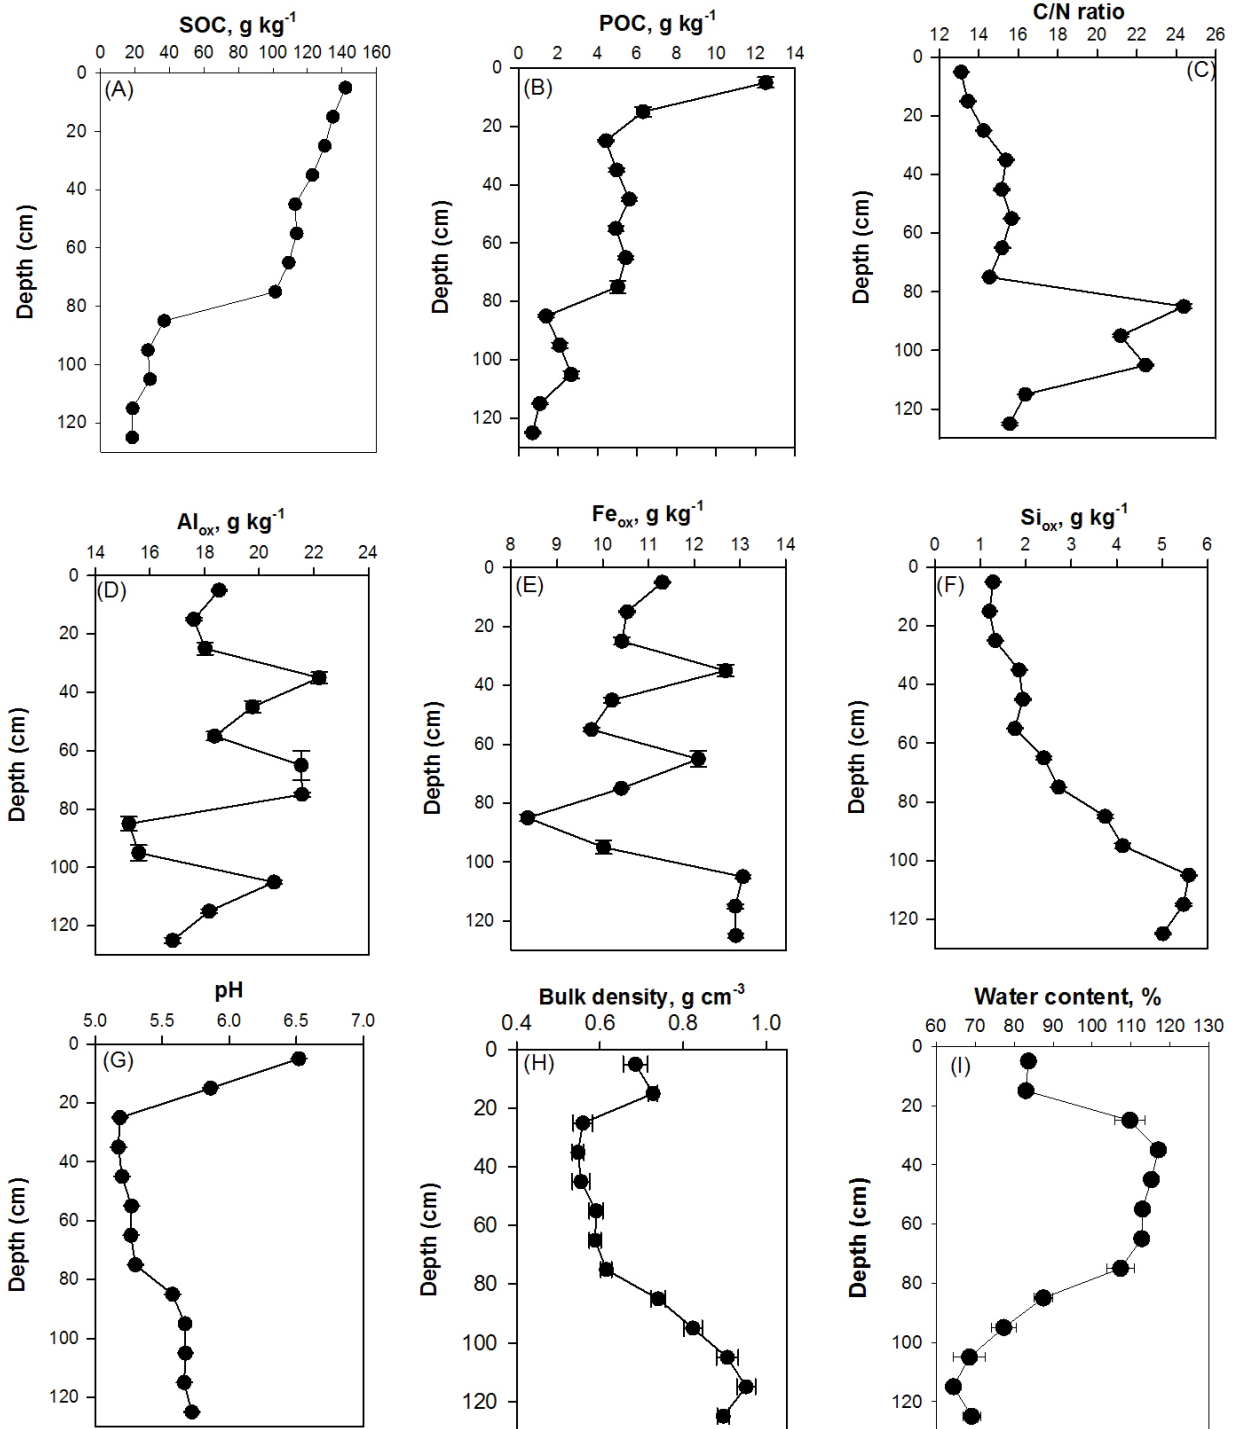 SOC, g kg-1
0 20 40 60 80 100 120 140 160
(A)
Depth (cm)
0
20
40
60
80
100
120
POC, g kg-1
0 2 4 6 8 10 12 14
(B)
Depth (cm)
0
20
40
60
80
100
120
C/N ratio
12 14 16 18 20 22 24 26
(C)
Depth (cm)
0
20
40
60
80
100
120
Alox, g kg-1
14 16 18 20 22 24
(D)
Depth (cm)
0
20
40
60
80
100
120
Feox, g kg-1
8 9 10 11 12 13 14
(E)
Depth (cm)
0
20
40
60
80
100
120
Siox, g kg-1
0 1 2 3 4 5 6
(F)
Depth (cm)
0
20
40
60
80
100
120
pH
5.0 5.5 6.0 6.5 7.0
(G)
Depth (cm)
0
20
40
60
80
100
120
Bulk density, g cm-3
0.4 0.6 0.8 1.0
(H)
Depth (cm)
0
20
40
60
80
100
120
Water content, %
60 70 80 90 100 110 120 130
(I)
Depth (cm)
0
20
40
60
80
100
120